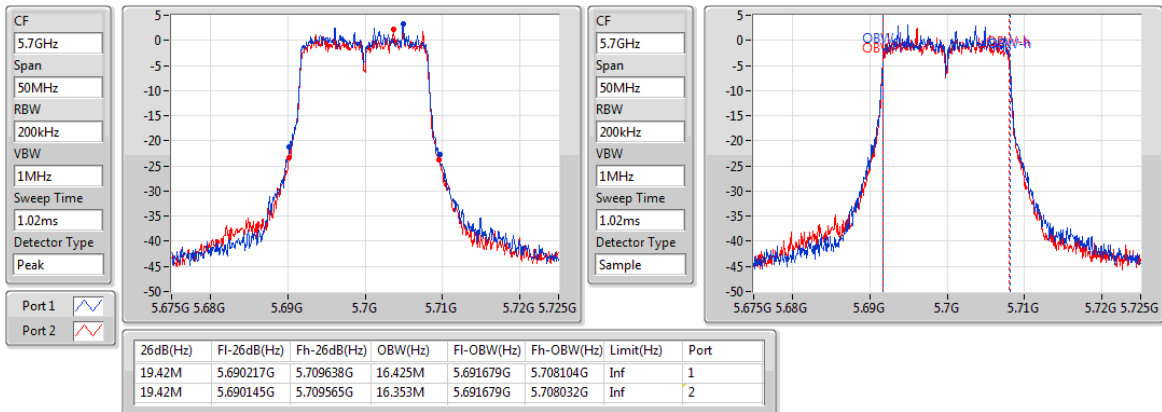 CF
5.7GHz
Span
50MHz
RBW
200kHz
VBW
1MHz
Sweep Time
1.02ms
Detector Type
Peak
Port 1
Port 2
5
0
-5
-10
-15
-20
-25
-30
-35
-40
-45
-50
5.675G 5.68G 5.69G 5.7G 5.71G 5.72G 5.725G
CF
5.7GHz
Span
50MHz
RBW
200kHz
VBW
1MHz
Sweep Time
1.02ms
Detector Type
Sample
5
0
-5
-10
-15
-20
-25
-30
-35
-40
-45
-50
5.675G 5.68G 5.69G 5.7G 5.71G 5.72G 5.725G
26dB(Hz) Fl-26dB(Hz) Fh-26dB(Hz) OBW(Hz) Fl-OBW(Hz) Fh-OBW(Hz) Limit(Hz) Port
19.42M 5.690217G 5.709638G 16.425M 5.691679G 5.708104G Inf 1
19.42M 5.690145G 5.709565G 16.353M 5.691679G 5.708032G Inf 2